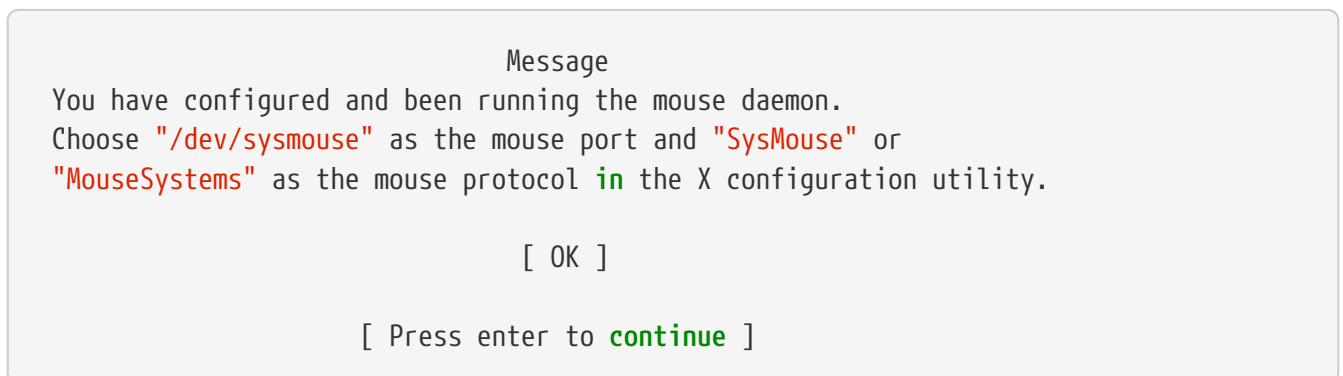 Message
You have configured and been running the mouse daemon.
Choose "/dev/sysmouse" as the mouse port and "SysMouse" or
"MouseSystems" as the mouse protocol in the X configuration utility.
[ OK ]
[ Press enter to continue ]